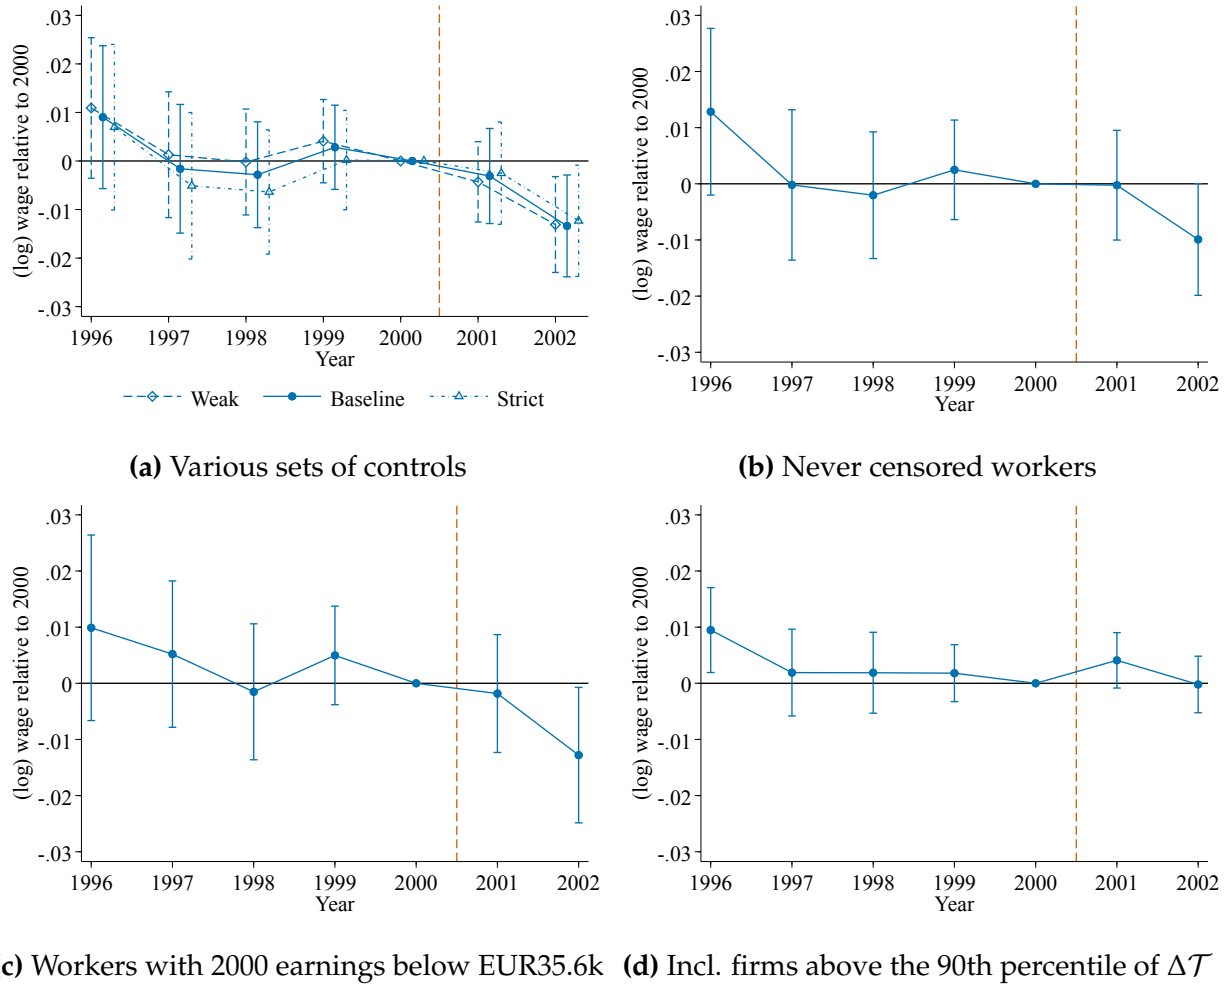 (log) wage relative to 2000
.03
.02
.01
0
-.01
-.02
-.03
1996 1997 1998 1999 2000 2001 2002
Year
Weak Baseline Strict
(a) Various sets of controls
(log) wage relative to 2000
.03
.02
.01
0
-.01
-.02
-.03
1996 1997 1998 1999 2000 2001 2002
Year
(b) Never censored workers
(log) wage relative to 2000
.03
.02
.01
0
-.01
-.02
-.03
1996 1997 1998 1999 2000 2001 2002
Year
c) Workers with 2000 earnings below EUR35.6k
(log) wage relative to 2000
.03
.02
.01
0
-.01
-.02
-.03
1996 1997 1998 1999 2000 2001 2002
Year
(d) Incl. firms above the 90th percentile of Δ𝒯